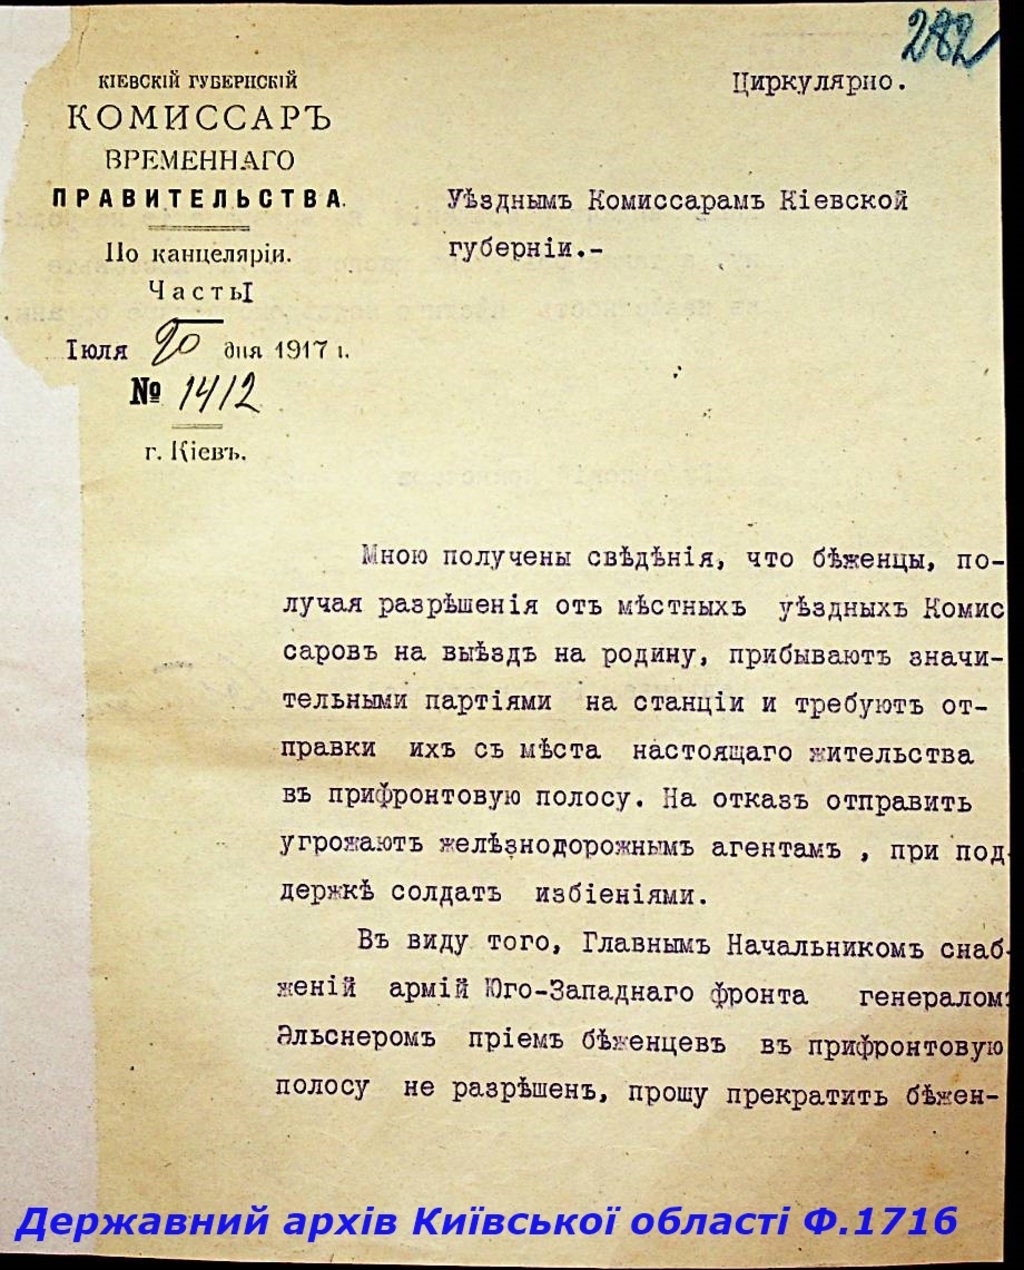 282
КІЕВСКІЙ ГУБЕРНСКІЙ
КОМИССАРЪ
ВРЕМЕННАГО
ПРАВИТЕЛЬСТВА.
По канцеляріи.
Часть I
Іюля 20 дня 1917 г.
№ 1412
г. Кіевъ.
Циркулярно.
Уѣзднымъ Комиссарамъ Кіевской
губерніи.-
Мною получены свѣдѣнія, что бѣженцы, по-
лучая разрѣшенія отъ мѣстныхъ уѣздныхъ Комис
саровъ на выѣздъ на родину, прибываютъ значи-
тельными партіями на станціи и требуютъ от-
правки ихъ съ мѣста настоящаго жительства
въ прифронтовую полосу. На отказъ отправить
угрожаютъ желѣзнодорожнымъ агентамъ , при под-
держкѣ солдатъ избіеніями.
Въ виду того, Главнымъ Начальникомъ снаб-
женій армій Юго-Западнаго фронта генераломъ
Эльснеромъ пріемъ бѣженцевъ въ прифронтовую
полосу не разрѣшенъ, прошу прекратить бѣжен-
Державний архів Київської області Ф.1716